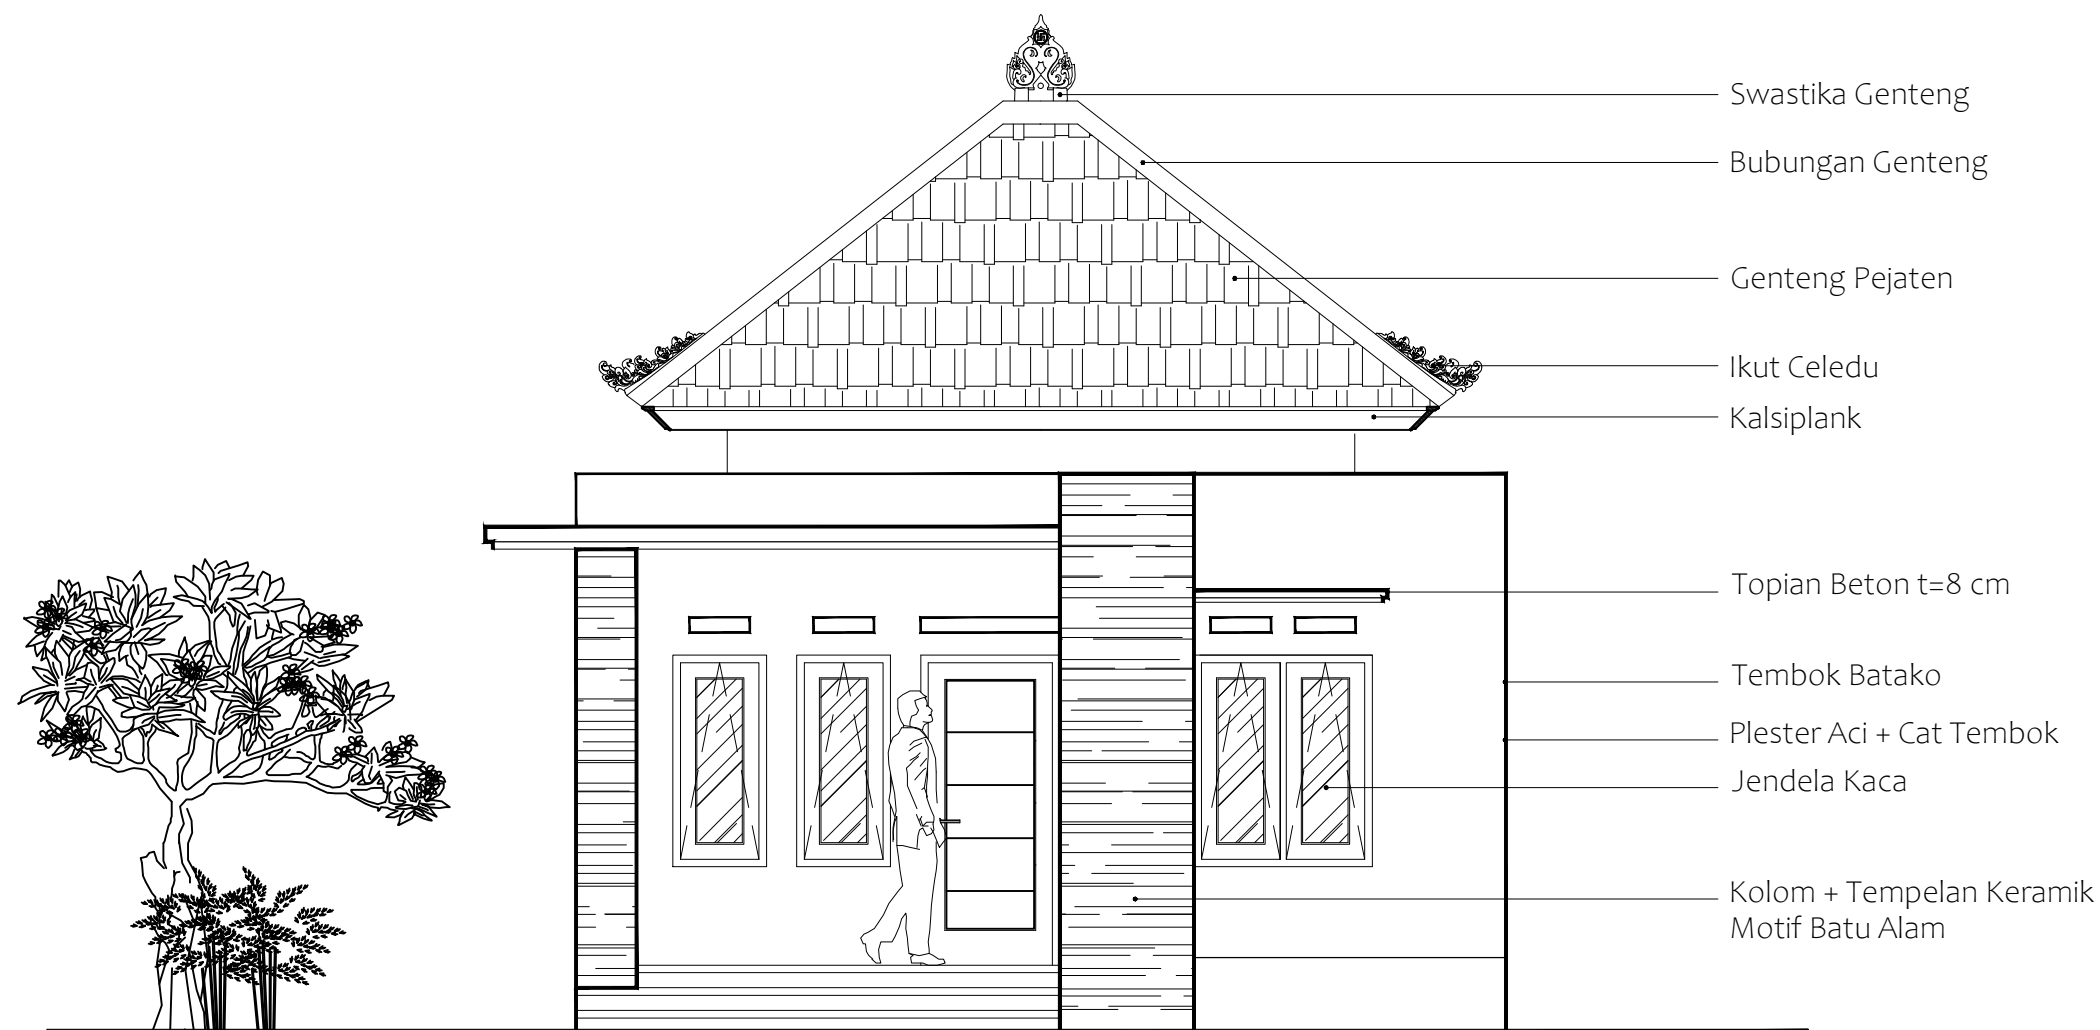 Swastika Genteng
Bubungan Genteng
Genteng Pejaten
Ikut Celedu
Kalsiplank
Topian Beton t=8 cm
Tembok Batako
Plester Aci + Cat Tembok
Jendela Kaca
Kolom + Tempelan Keramik
Motif Batu Alam